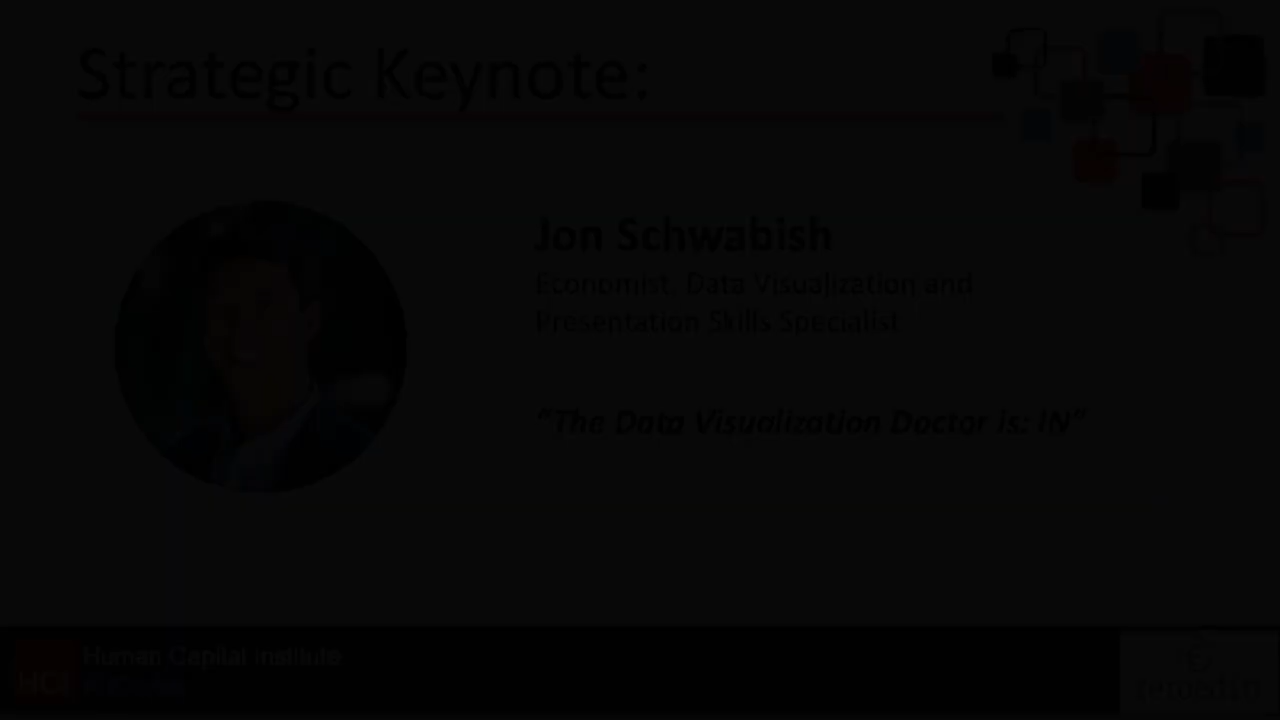 Strategic Keynote:
Jon Schwabish
Economist, Data Visualization and
Presentation Skills Specialist
"The Data Visualization Doctor is: IN"
HCI
Human Capital Institute